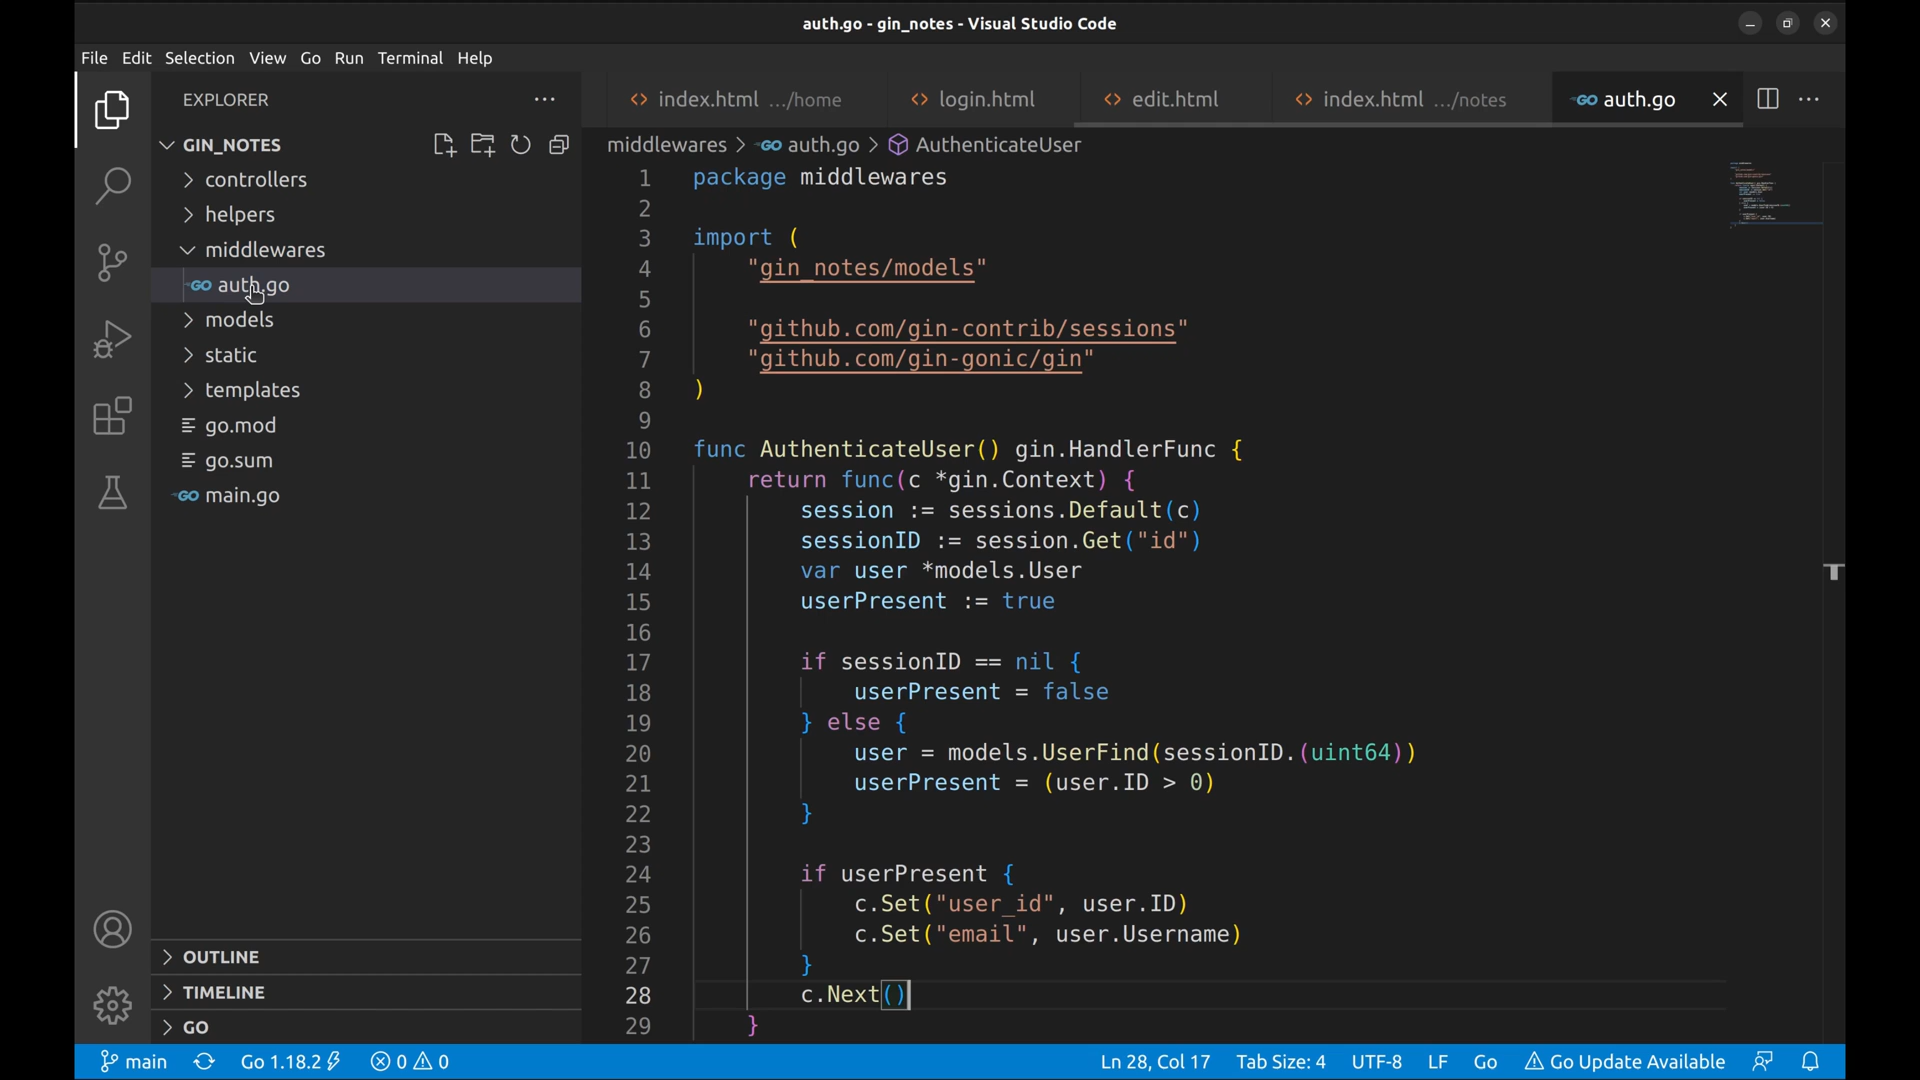 auth.go - gin_notes - Visual Studio Code
File Edit Selection View Go Run Terminal Help
EXPLORER
index.html .../home
login.html
edit.html
index.html .../notes
GO auth.go
GIN_NOTES
middlewares > GO auth.go > AuthenticateUser
controllers
helpers
middlewares
GO auth.go
models
static
templates
go.mod
go.sum
GO main.go
1 package middlewares
2
3 import (
4 "gin_notes/models"
5
6 "github.com/gin-contrib/sessions"
7 "github.com/gin-gonic/gin"
8 )
9
10 func AuthenticateUser() gin.HandlerFunc {
11 return func(c *gin.Context) {
12 session := sessions.Default(c)
13 sessionID := session.Get("id")
14 var user *models.User
15 userPresent := true
16
17 if sessionID == nil {
18 userPresent = false
19 } else {
20 user = models.UserFind(sessionID.(uint64))
21 userPresent = (user.ID > 0)
22 }
23
24 if userPresent {
25 c.Set("user_id", user.ID)
26 c.Set("email", user.Username)
27 }
28 c.Next()
29 }
OUTLINE
TIMELINE
GO
main Go 1.18.2 0 0 Ln 28, Col 17 Tab Size: 4 UTF-8 LF Go Go Update Available